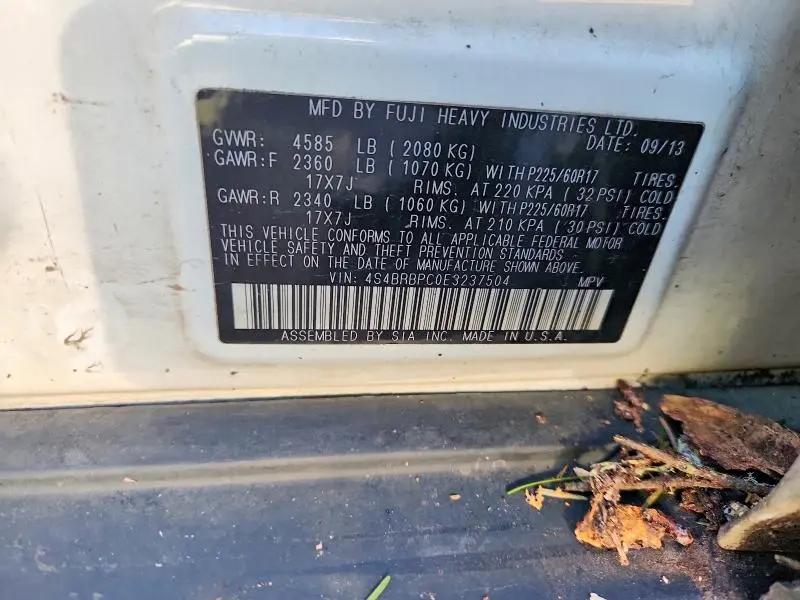 MFD BY FUJI HEAVY INDUSTRIES LTD.
GVWR: 4585 LB ( 2080 KG) DATE: 09/13
GAWR:F 2360 LB ( 1070 KG) WITH P225/60R17 TIRES.
17X7J RIMS. AT 220 KPA ( 32 PSI) COLD
GAWR:R 2340 LB ( 1060 KG) WITH P225/60R17 TIRES.
17X7J RIMS. AT 210 KPA ( 30 PSI) COLD
THIS VEHICLE CONFORMS TO ALL APPLICABLE FEDERAL MOTOR
VEHICLE SAFETY AND THEFT PREVENTION STANDARDS
IN EFFECT ON THE DATE OF MANUFACTURE SHOWN ABOVE.
VIN: 4S4BRBPC0E3237504 MPV
ASSEMBLED BY SIA INC. MADE IN U.S.A.